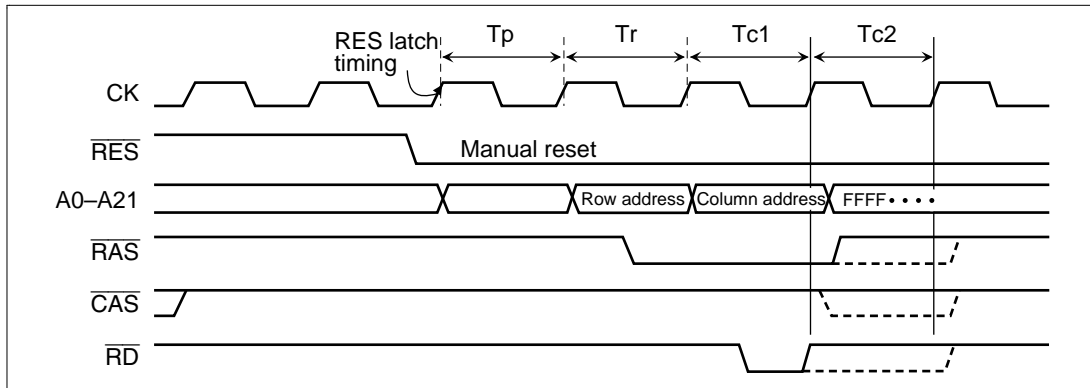 RES latch timing
Tp
Tr
Tc1
Tc2
CK
RES
Manual reset
A0–A21
Row address
Column address
FFFF • • • •
RAS
CAS
RD